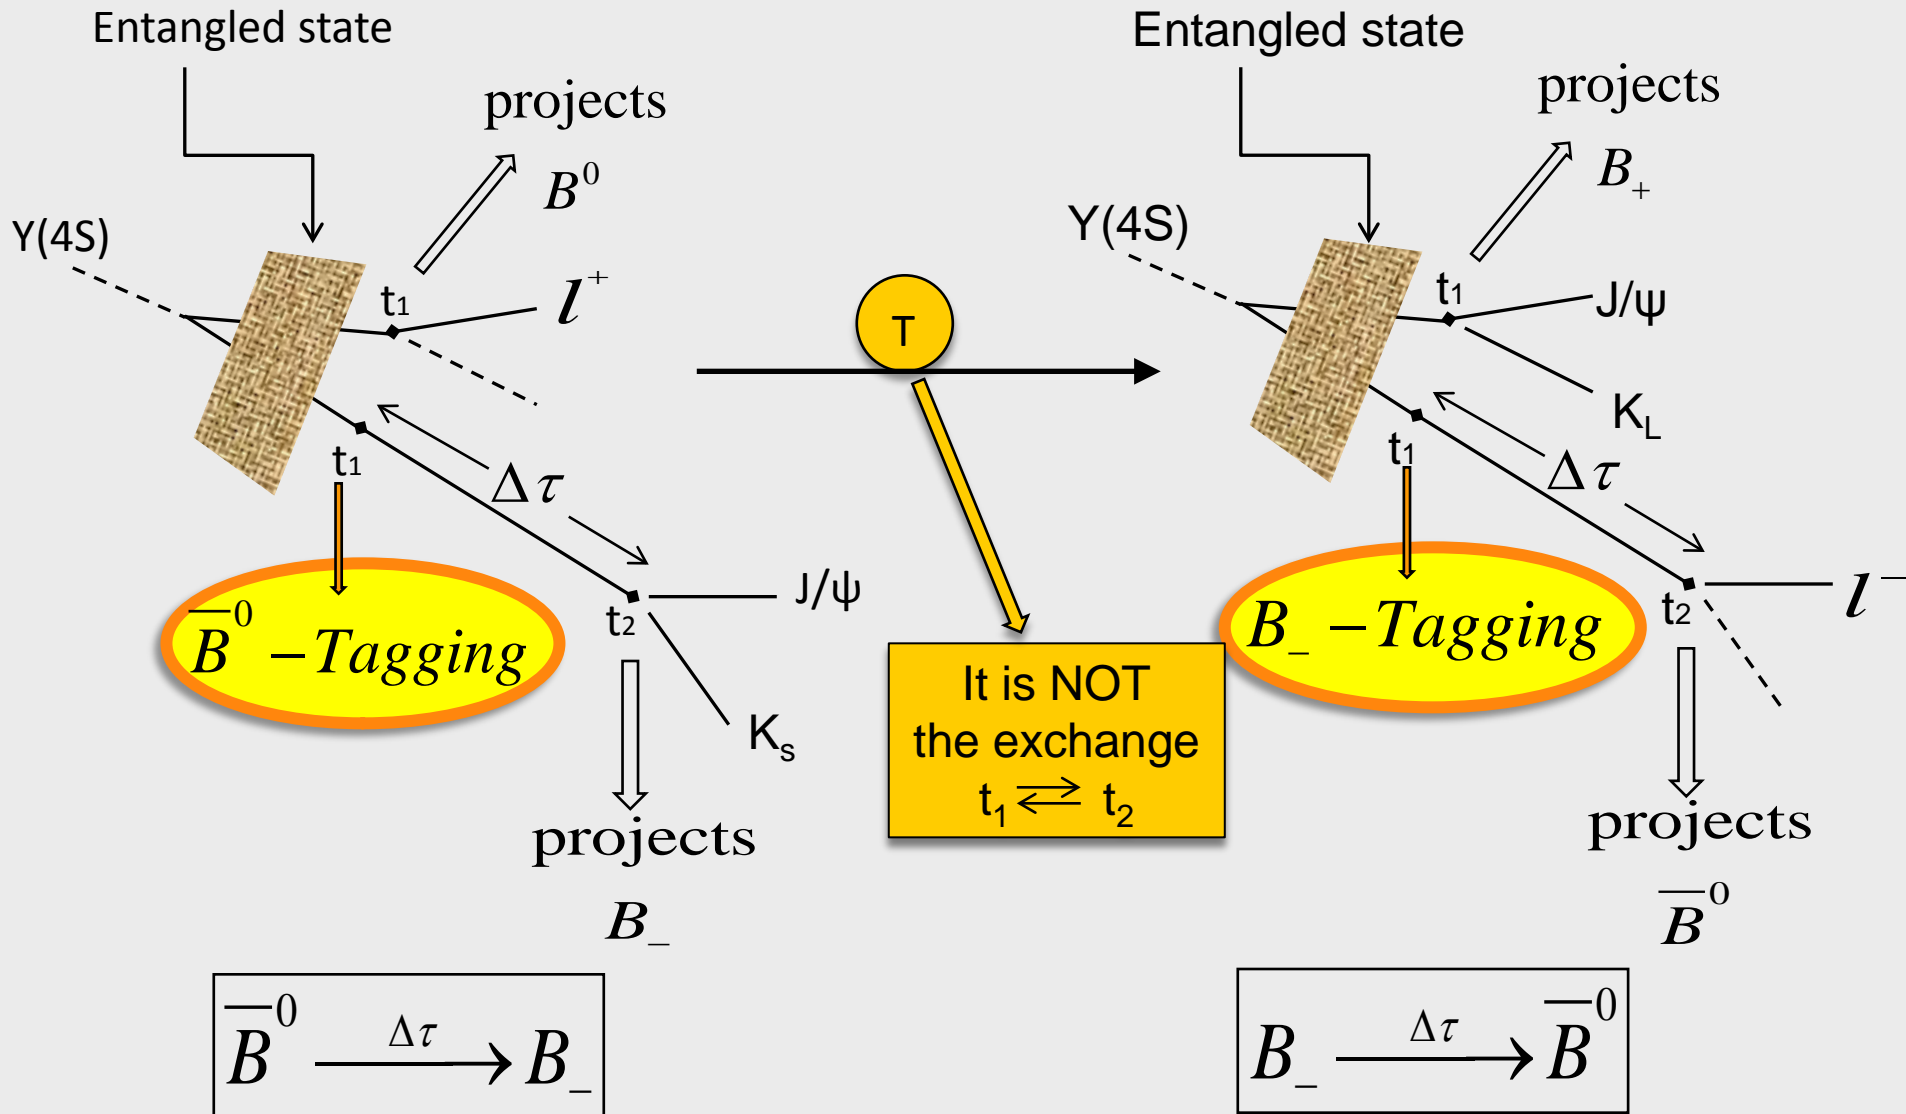 Entangled state
projects
B⁰
Υ(4S)
t₁
l⁺
t₁
Δτ
B̅⁰ –Tagging
t₂
J/ψ
Kₛ
projects
B₋
B̅⁰ Δτ→ B₋
T
It is NOT
the exchange
t₁ ⇄ t₂
Entangled state
projects
B₊
Υ(4S)
t₁
J/ψ
K_L
t₁
Δτ
B₋ –Tagging
t₂
l⁻
projects
B̅⁰
B₋ Δτ→ B̅⁰